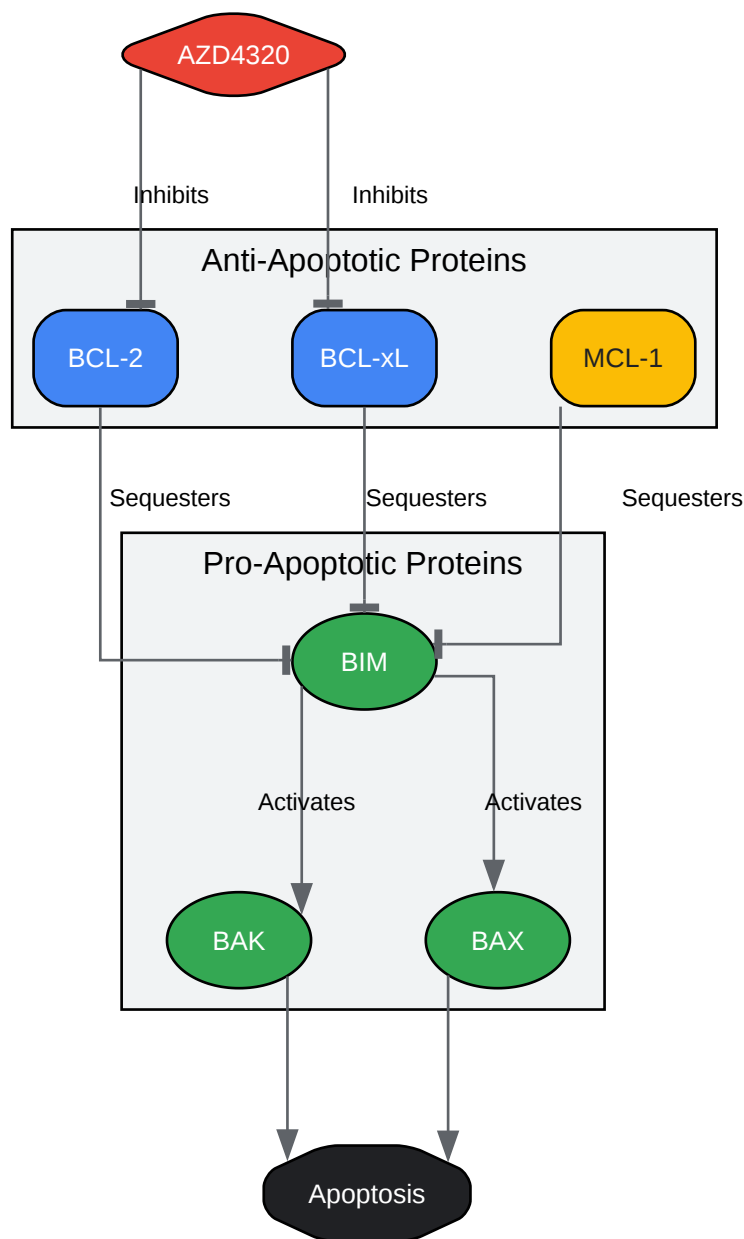 AZD4320
Inhibits
Inhibits
Anti-Apoptotic Proteins
BCL-2
BCL-xL
MCL-1
Sequesters
Sequesters
Sequesters
Pro-Apoptotic Proteins
BIM
Activates
Activates
BAK
BAX
Apoptosis